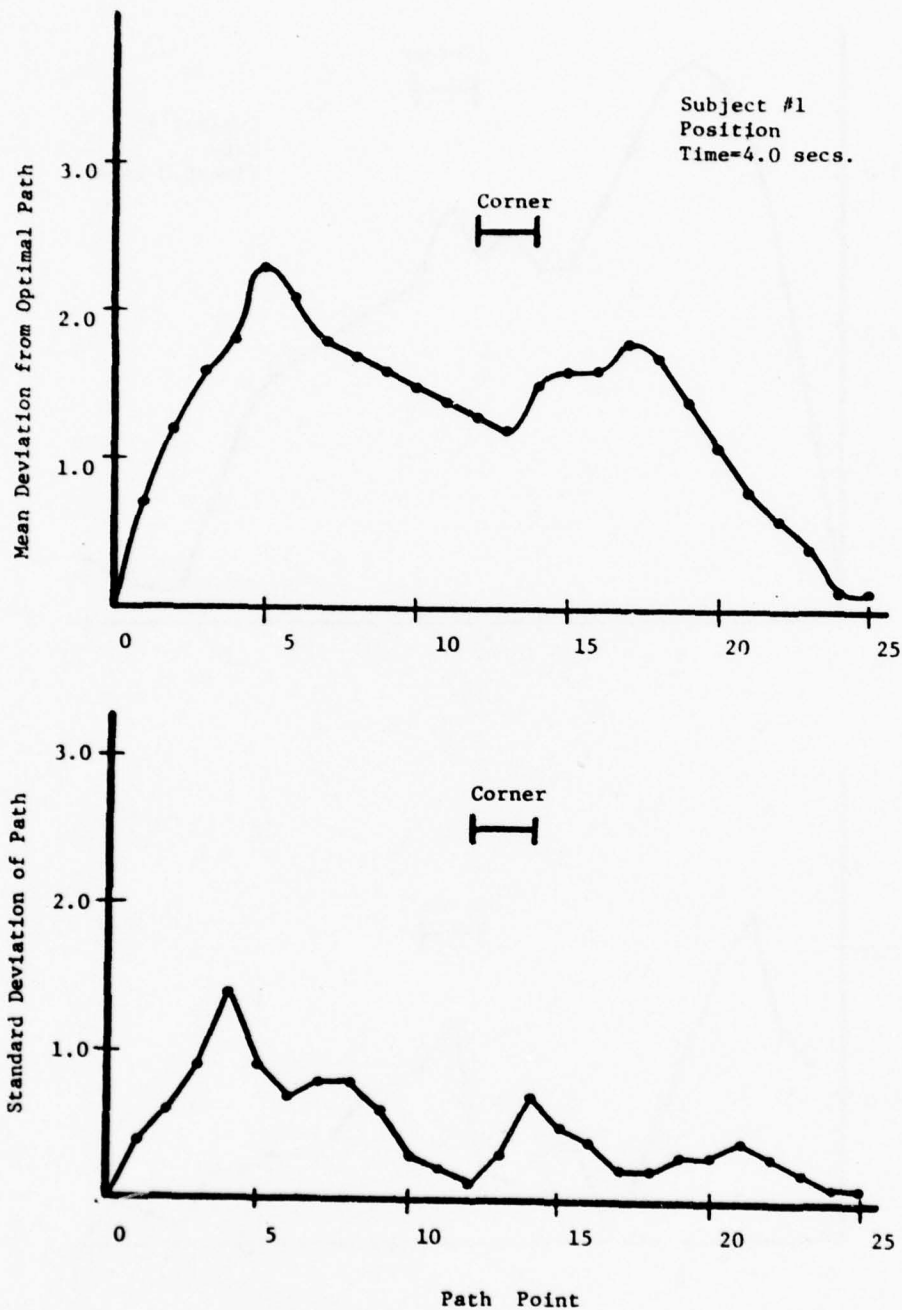 Subject #1
Position
Time=4.0 secs.
Mean Deviation from Optimal Path
3.0
2.0
1.0
Corner
0 5 10 15 20 25
Standard Deviation of Path
3.0
2.0
1.0
Corner
0 5 10 15 20 25
Path Point